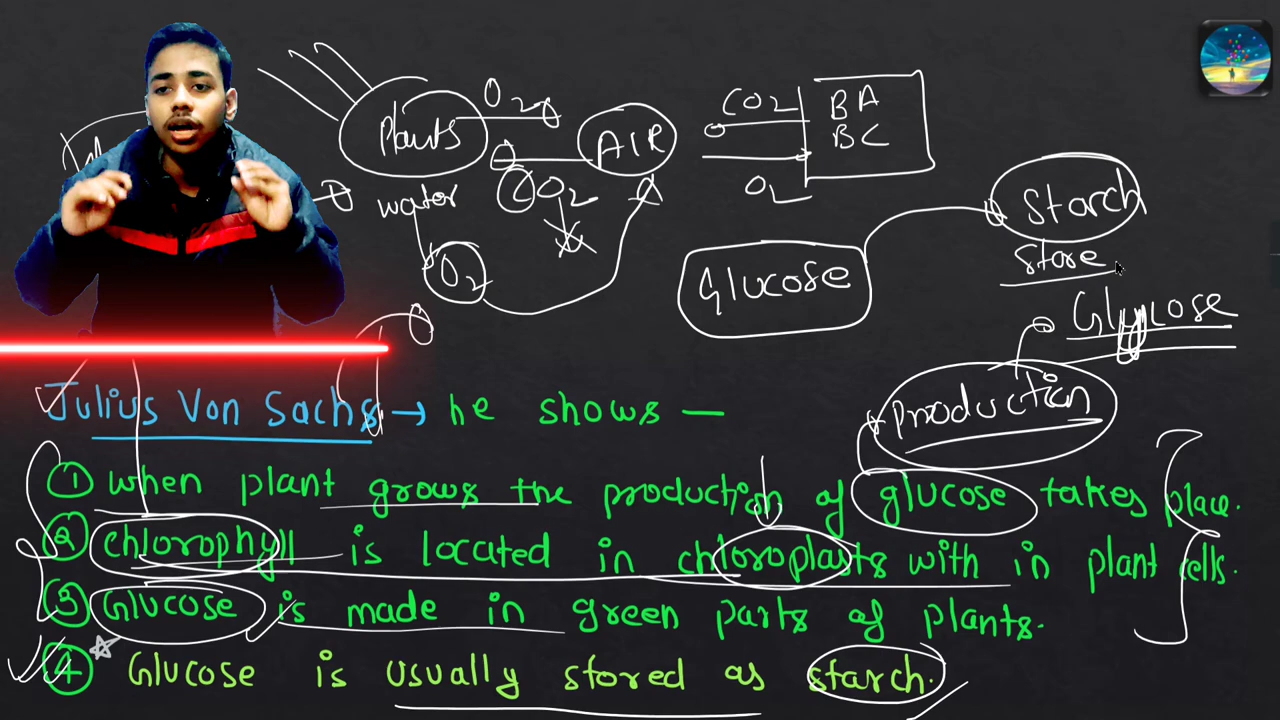 Plants O2 AIR CO2 BA
BC
CO2 O2
water
O2
Glucose
Starch
Store
Glucose
Production
Julius Von Sachs → he shows —
① when plant grows the production of glucose takes place.
② chlorophyll is located in chloroplasts with in plant cells.
③ Glucose is made in green parts of plants.
④ Glucose is usually stored as starch.